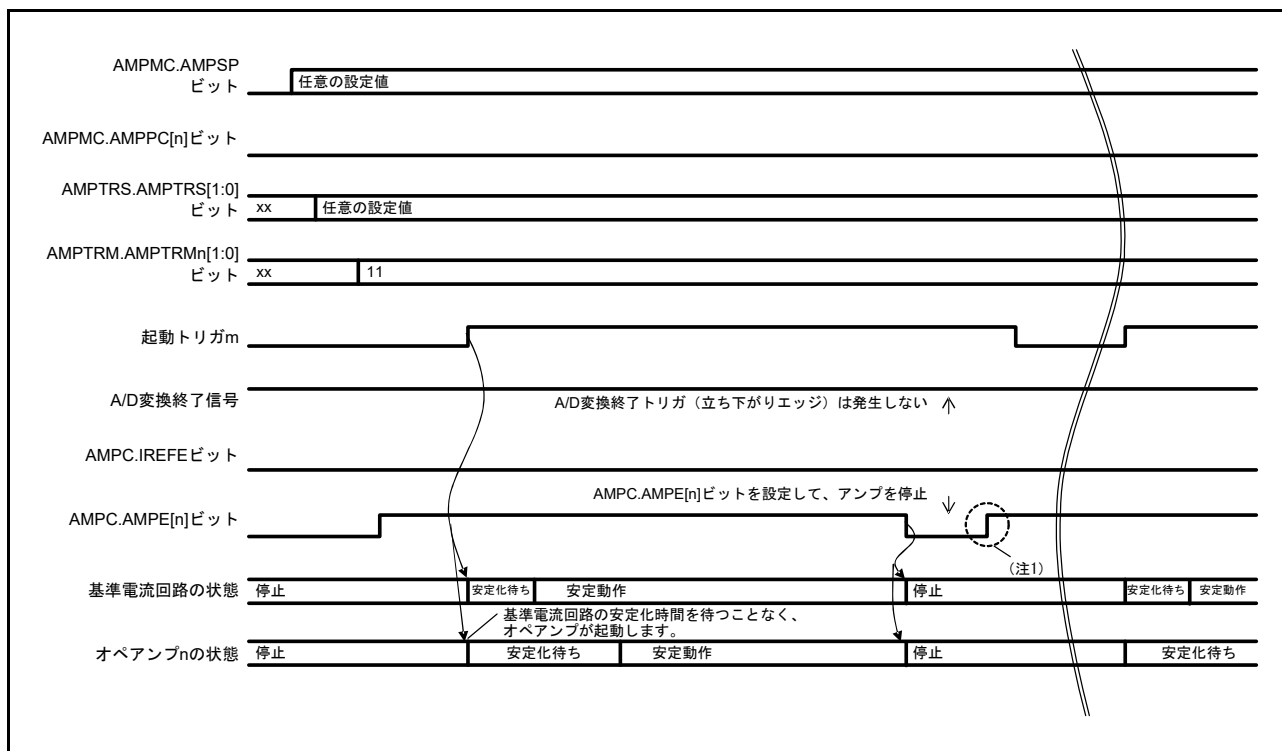 AMPMC.AMPSP
ビット
任意の設定値
AMPMC.AMPPC[n]ビット
AMPTRS.AMPTRS[1:0]
ビット
xx
任意の設定値
AMPTRM.AMPTRMn[1:0]
ビット
xx
11
起動トリガm
A/D変換終了信号
A/D変換終了トリガ（立ち下がりエッジ）は発生しない
AMPC.IREFEビット
AMPC.AMPE[n]ビットを設定して、アンプを停止
AMPC.AMPE[n]ビット
（注1）
基準電流回路の状態
停止
安定化待ち
安定動作
停止
安定化待ち
安定動作
基準電流回路の安定化時間を待つことなく、
オペアンプが起動します。
オペアンプnの状態
停止
安定化待ち
安定動作
停止
安定化待ち